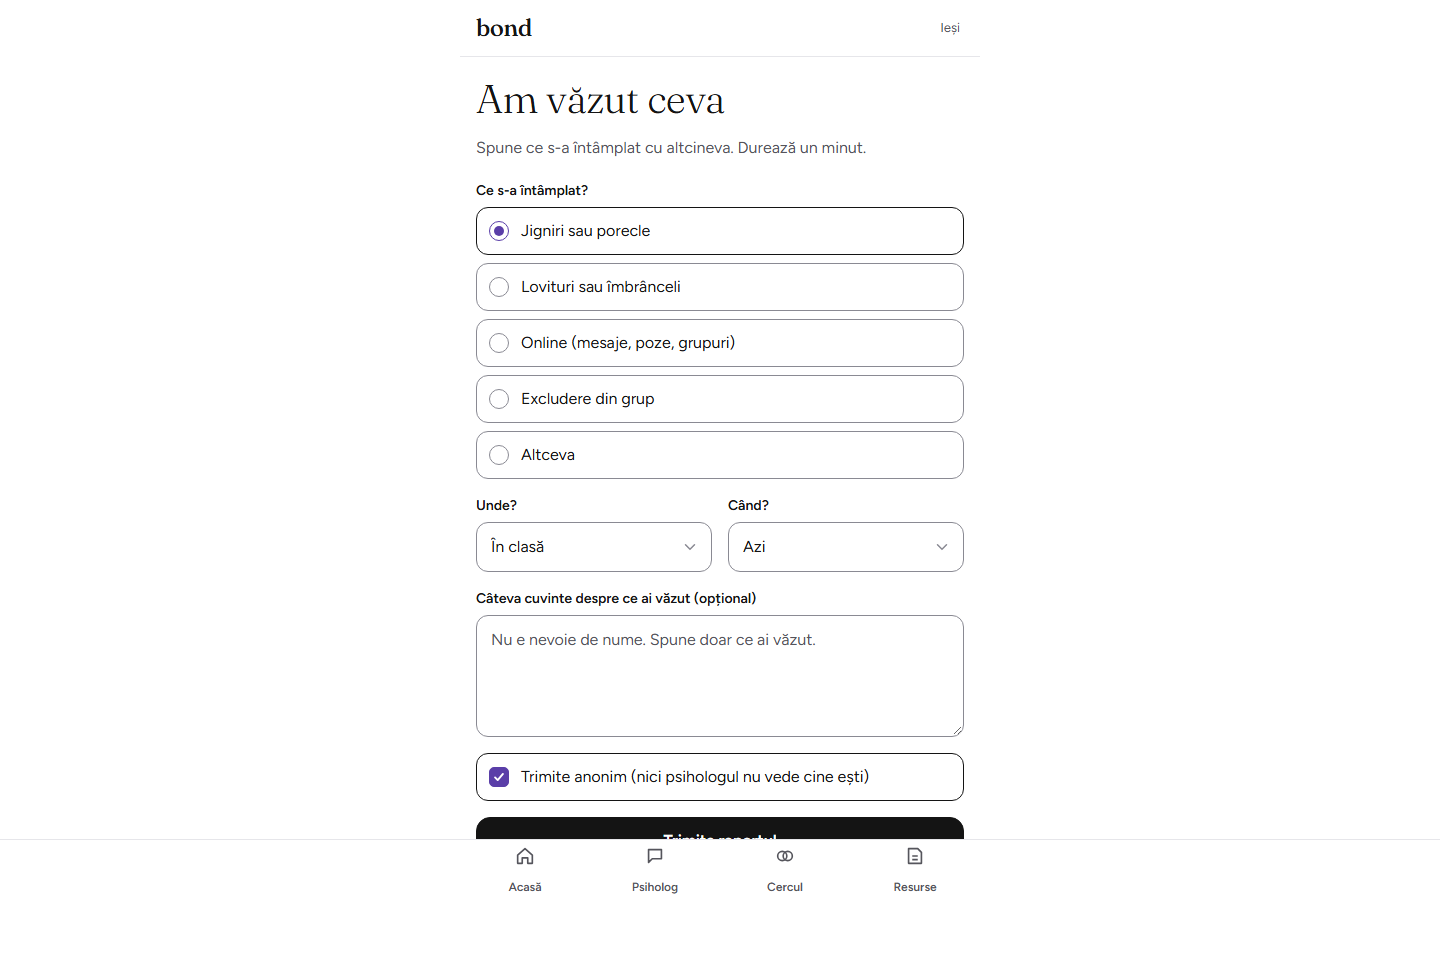 bond
Ieși
Am văzut ceva
Spune ce s-a întâmplat cu altcineva. Durează un minut.
Ce s-a întâmplat?
Jigniri sau porecle
Lovituri sau îmbrânceli
Online (mesaje, poze, grupuri)
Excludere din grup
Altceva
Unde?
Când?
În clasă
Azi
Câteva cuvinte despre ce ai văzut (opțional)
Nu e nevoie de nume. Spune doar ce ai văzut.
Trimite anonim (nici psihologul nu vede cine ești)
Trimite raportul
Acasă
Psiholog
Cercul
Resurse